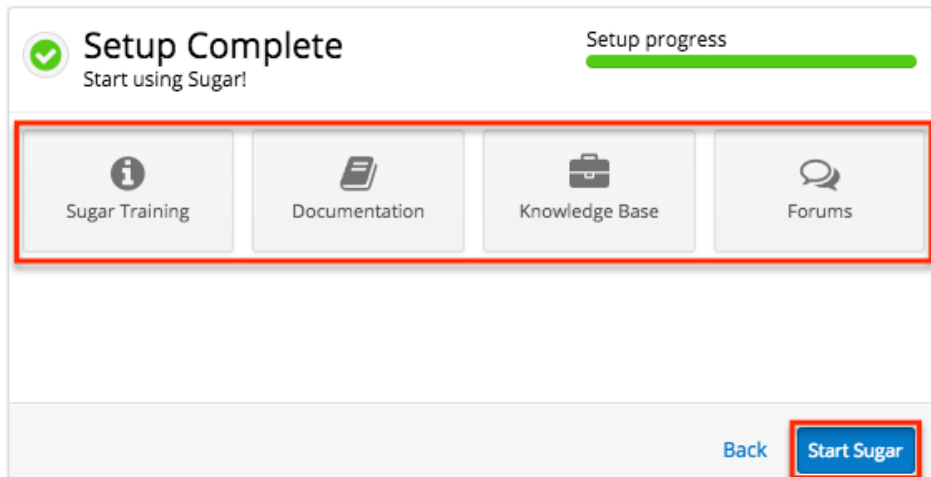 Setup Complete
Start using Sugar!
Setup progress
Sugar Training
Documentation
Knowledge Base
Forums
Back
Start Sugar